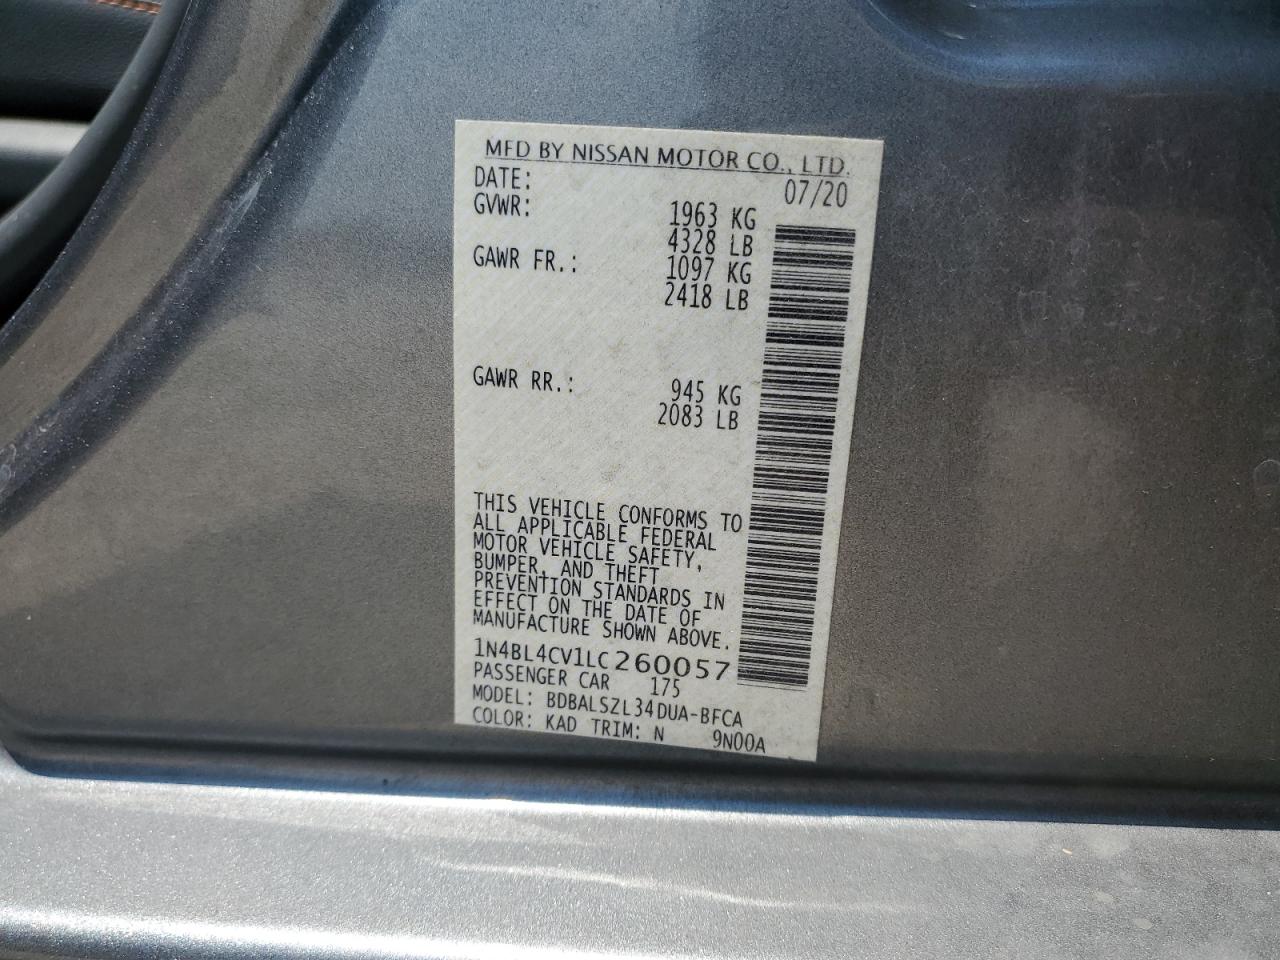 MFD BY NISSAN MOTOR CO., LTD.
DATE: 07/20
GVWR: 1963 KG
4328 LB
GAWR FR.: 1097 KG
2418 LB
GAWR RR.: 945 KG
2083 LB
THIS VEHICLE CONFORMS TO
ALL APPLICABLE FEDERAL
MOTOR VEHICLE SAFETY,
BUMPER, AND THEFT
PREVENTION STANDARDS IN
EFFECT ON THE DATE OF
MANUFACTURE SHOWN ABOVE.
1N4BL4CV1LC260057
PASSENGER CAR 175
MODEL: BDBALSZL34DUA-BFCA
COLOR: KAD TRIM: N 9N00A